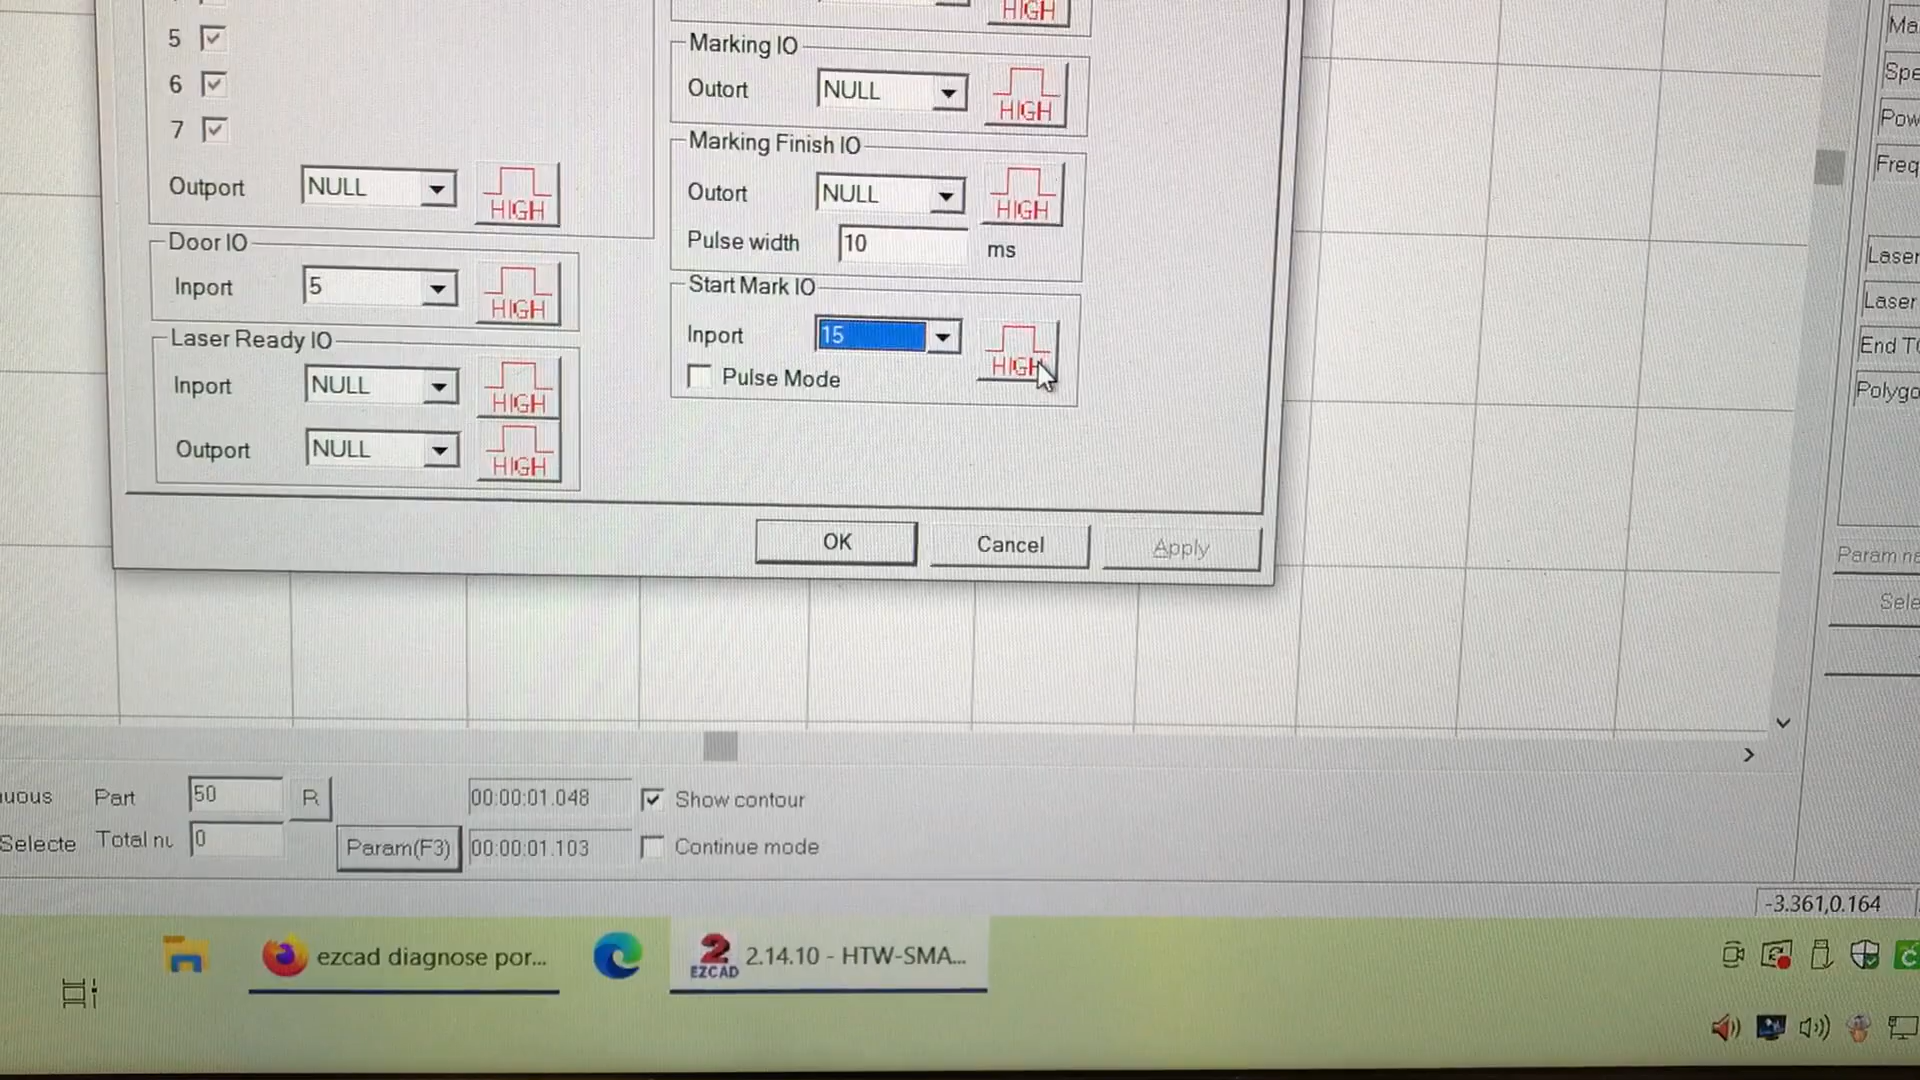 HIGH
5
6
7
Outport NULL HIGH
Door IO
Inport 5 HIGH
Laser Ready IO
Inport NULL HIGH
Outport NULL HIGH
Marking IO
Outort NULL HIGH
Marking Finish IO
Outort NULL HIGH
Pulse width 10 ms
Start Mark IO
Inport 15 HIGH
Pulse Mode
OK Cancel Apply
Ma
Spe
Pow
Freq
Laser
Laser
End T
Polygo
Param na
Sele
uous Part 50 R 00:00:01.048 Show contour
Selecte Total nu 0 Param(F3) 00:00:01.103 Continue mode
-3.361,0.164
ezcad diagnose por...
2 EZCAD 2.14.10 - HTW-SMA...